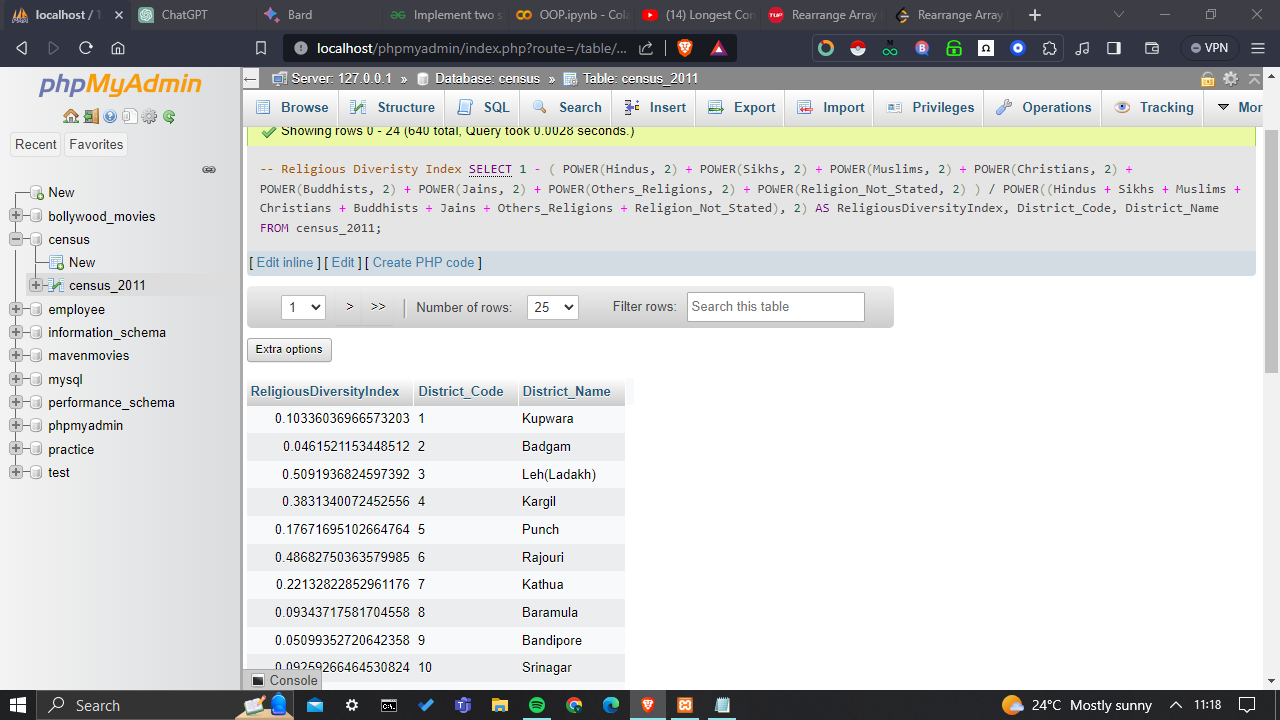 localhost / 1
ChatGPT
Bard
Implement two s
OOP.ipynb - Cola
(14) Longest Con
Rearrange Array
Rearrange Array
localhost/phpmyadmin/index.php?route=/table/...
VPN
phpMyAdmin
Recent
Favorites
New
bollywood_movies
census
New
census_2011
employee
information_schema
mavenmovies
mysql
performance_schema
phpmyadmin
practice
test
Server: 127.0.0.1 » Database: census » Table: census_2011
Browse Structure SQL Search Insert Export Import Privileges Operations Tracking Mor
Showing rows 0 - 24 (640 total, Query took 0.0028 seconds.)
-- Religious Diveristy Index SELECT 1 - ( POWER(Hindus, 2) + POWER(Sikhs, 2) + POWER(Muslims, 2) + POWER(Christians, 2) +
POWER(Buddhists, 2) + POWER(Jains, 2) + POWER(Others_Religions, 2) + POWER(Religion_Not_Stated, 2) ) / POWER((Hindus + Sikhs + Muslims +
Christians + Buddhists + Jains + Others_Religions + Religion_Not_Stated), 2) AS ReligiousDiversityIndex, District_Code, District_Name
FROM census_2011;
[ Edit inline ] [ Edit ] [ Create PHP code ]
1 > >> | Number of rows: 25 Filter rows: Search this table
Extra options
ReligiousDiversityIndex District_Code District_Name
0.10336036966573203 1 Kupwara
0.0461521153448512 2 Badgam
0.5091936824597392 3 Leh(Ladakh)
0.3831340072452556 4 Kargil
0.17671695102664764 5 Punch
0.48682750363579985 6 Rajouri
0.22132822852961176 7 Kathua
0.09343717581704558 8 Baramula
0.05099352720642358 9 Bandipore
0.09259266464530824 10 Srinagar
Console
Search
24°C Mostly sunny
11:18